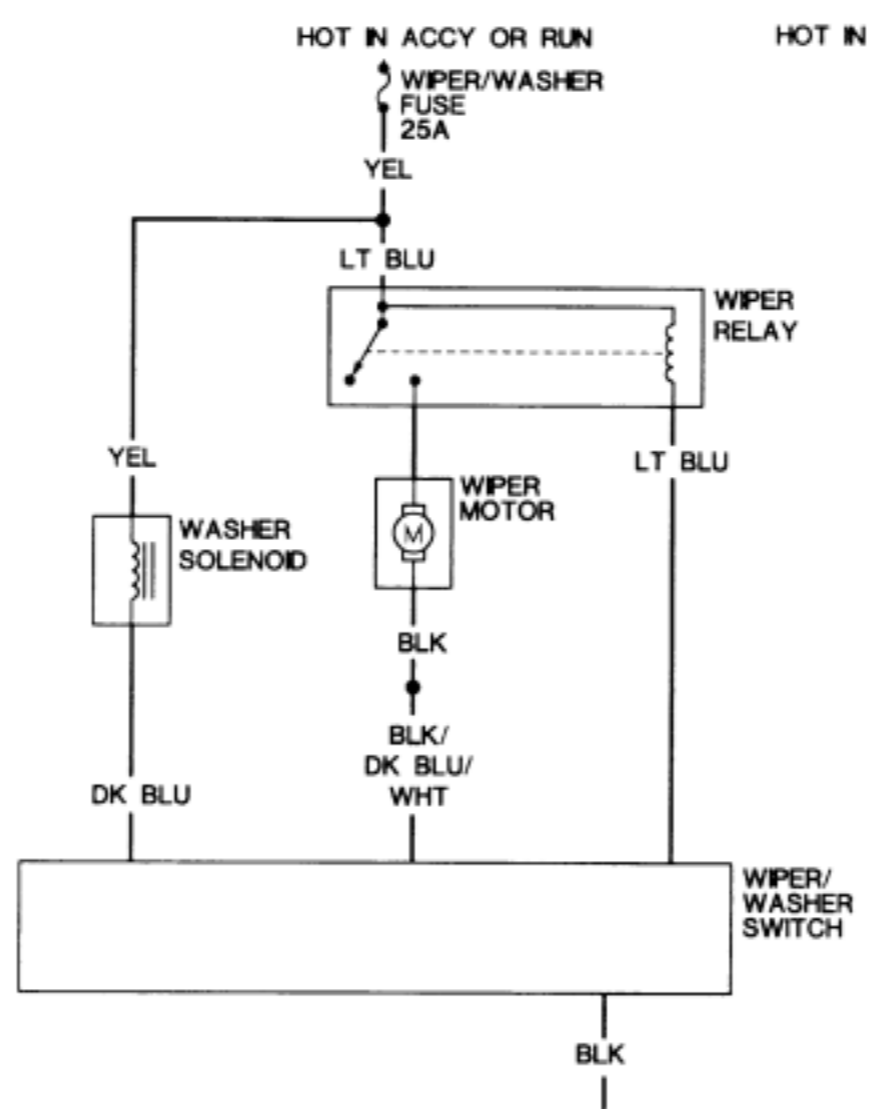 HOT IN ACCY OR RUN
HOT IN
WIPER/WASHER
FUSE
25A
YEL
LT BLU
WIPER
RELAY
YEL
LT BLU
WIPER
MOTOR
M
WASHER
SOLENOID
BLK
BLK/
DK BLU/
WHT
DK BLU
WIPER/
WASHER
SWITCH
BLK